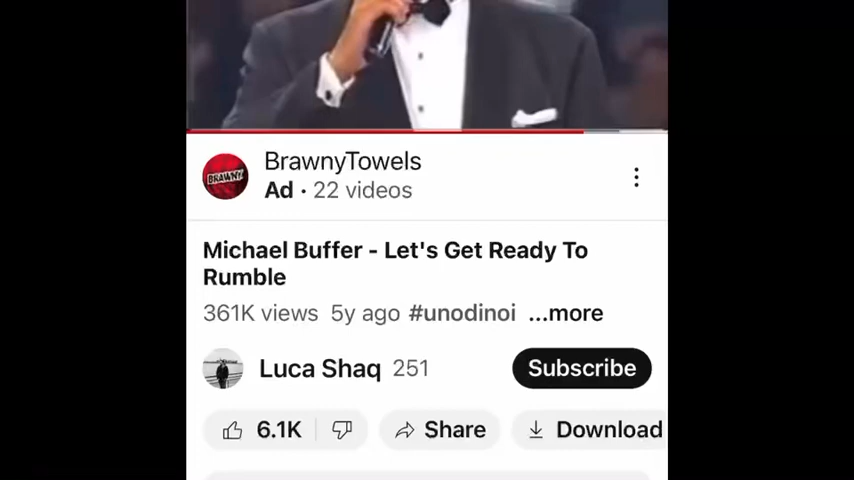 BRAWNY
BrawnyTowels
Ad · 22 videos
Michael Buffer - Let's Get Ready To
Rumble
361K views 5y ago #unodinoi ...more
Luca Shaq 251
Subscribe
6.1K
Share
Download